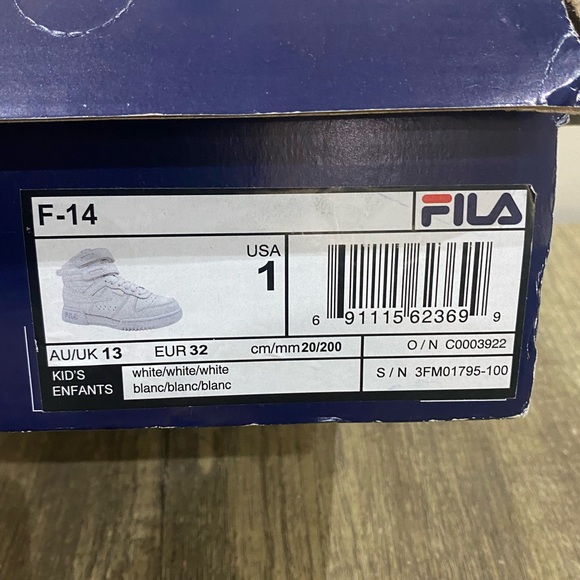 F-14
FILA
USA
1
6 91115 62369 9
AU/UK 13 EUR 32 cm/mm 20/200
O / N C0003922
KID'S
ENFANTS
white/white/white
blanc/blanc/blanc
S / N 3FM01795-100